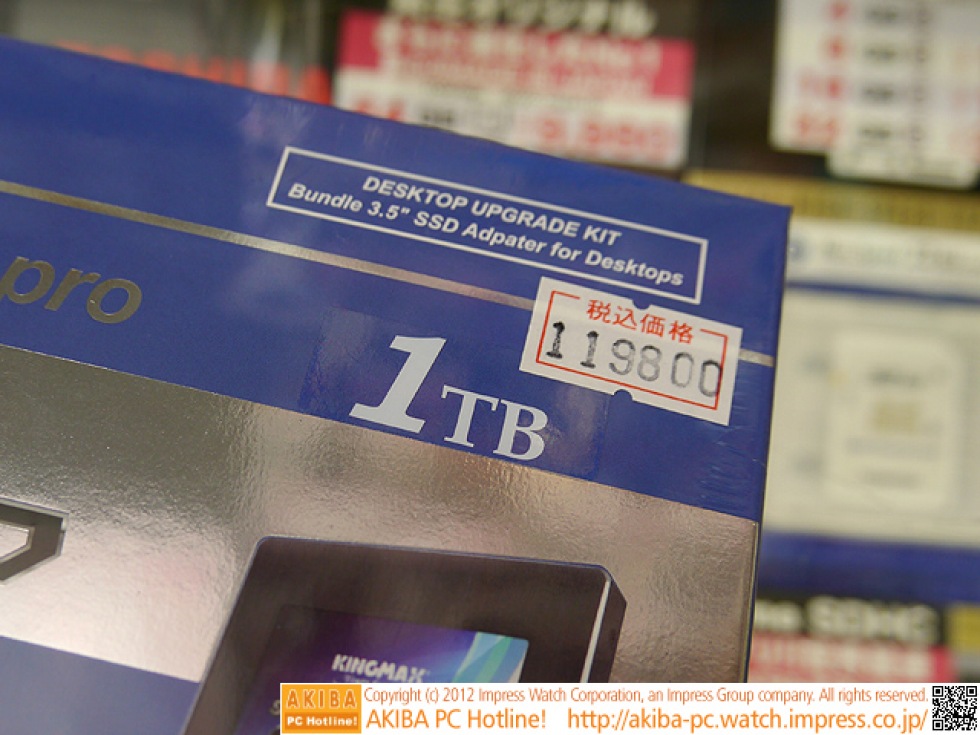 DESKTOP UPGRADE KIT
Bundle 3.5" SSD Adpater for Desktops
pro
税込価格
119800
1TB
KINGMAX
AKIBA
PC Hotline!
Copyright (c) 2012 Impress Watch Corporation, an Impress Group company. All rights reserved.
AKIBA PC Hotline! http://akiba-pc.watch.impress.co.jp/